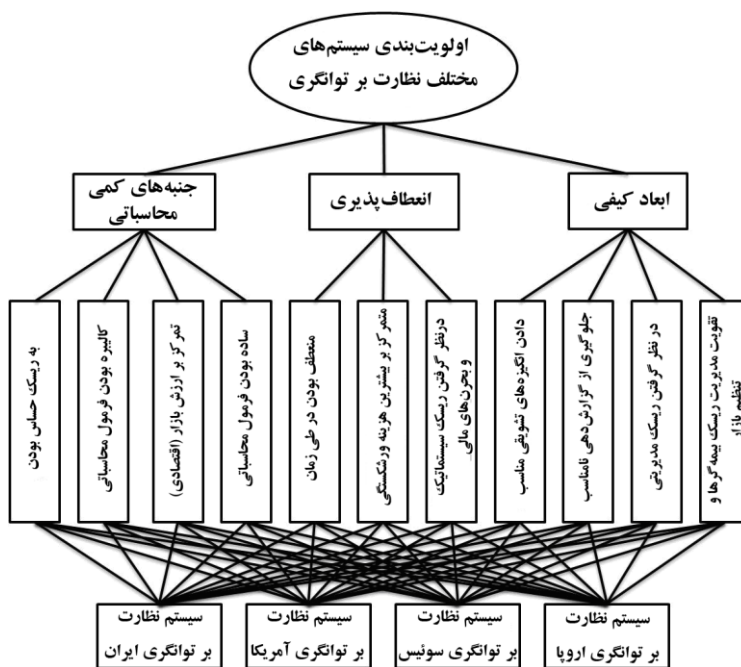 اولویت‌بندی سیستم‌های
مختلف نظارت بر توانگری
ابعاد کیفی
انعطاف‌پذیری
جنبه‌های کمی
محاسباتی
تقویت مدیریت ریسک بیمه‌گرها و
تنظیم بازار
در نظر گرفتن ریسک مدیریتی
جلوگیری از گزارش‌دهی نامناسب
دادن انگیزه‌های تشویقی مناسب
درنظر گرفتن ریسک سیستماتیک
و بحرن‌های مالی
متمرکز بر بیشترین هزینه ورشکستگی
منعطف بودن در طی زمان
ساده بودن فرمول محاسباتی
تمرکز بر ارزش بازار (اقتصادی)
کالیبره بودن فرمول محاسباتی
به ریسک حساس بودن
سیستم نظارت
بر توانگری اروپا
سیستم نظارت
بر توانگری سوئیس
سیستم نظارت
بر توانگری آمریکا
سیستم نظارت
بر توانگری ایران